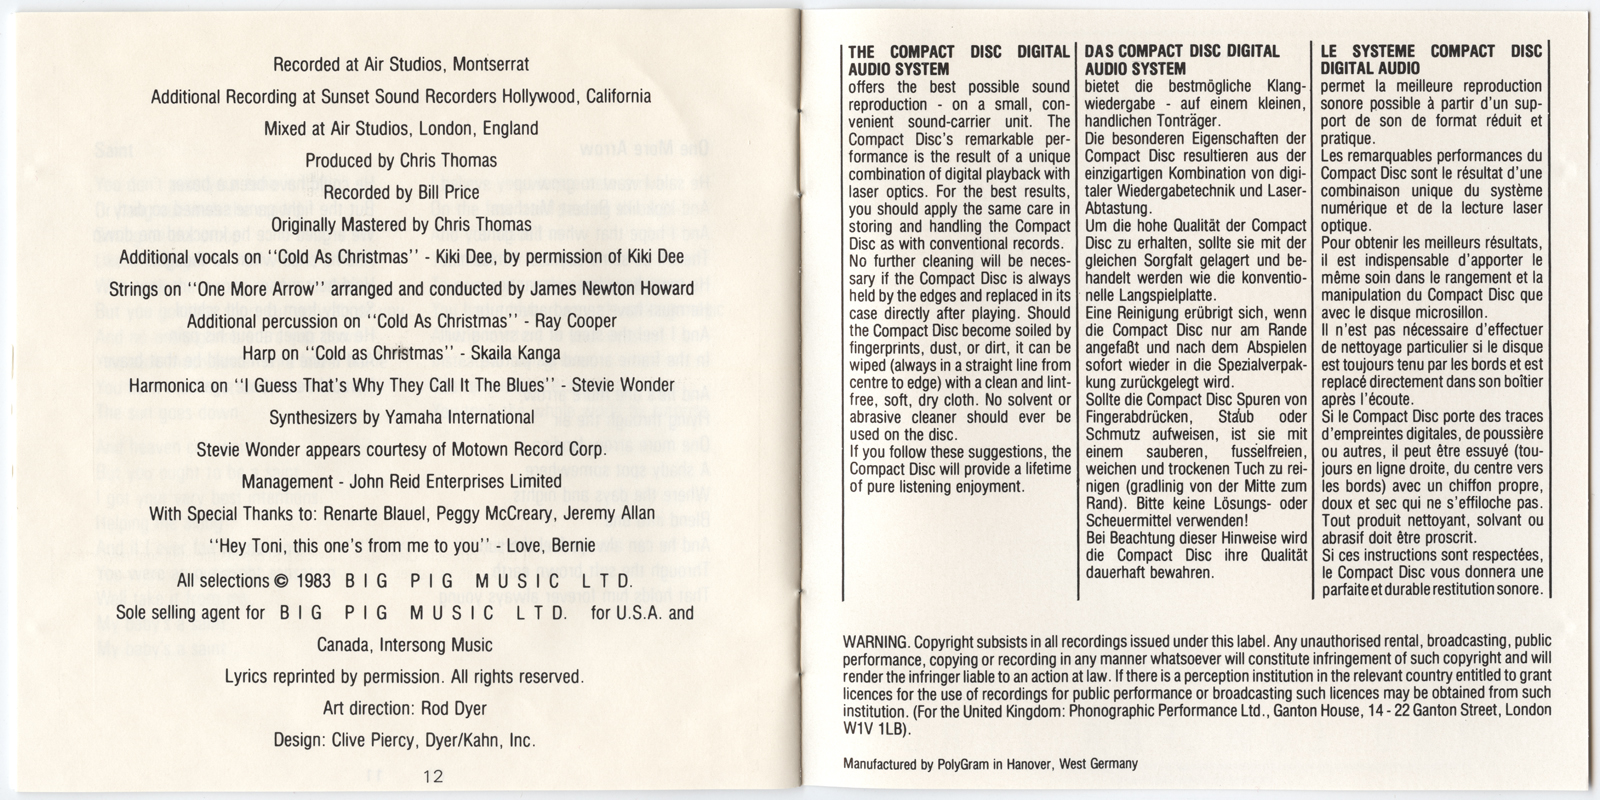 Recorded at Air Studios, Montserrat
Additional Recording at Sunset Sound Recorders Hollywood, California
Mixed at Air Studios, London, England
Produced by Chris Thomas
Recorded by Bill Price
Originally Mastered by Chris Thomas
Additional vocals on "Cold As Christmas" - Kiki Dee, by permission of Kiki Dee
Strings on "One More Arrow" arranged and conducted by James Newton Howard
Additional percussion on "Cold As Christmas" - Ray Cooper
Harp on "Cold as Christmas" - Skaila Kanga
Harmonica on "I Guess That's Why They Call It The Blues" - Stevie Wonder
Synthesizers by Yamaha International
Stevie Wonder appears courtesy of Motown Record Corp.
Management - John Reid Enterprises Limited
With Special Thanks to: Renarte Blauel, Peggy McCreary, Jeremy Allan
"Hey Toni, this one's from me to you" - Love, Bernie
All selections © 1983 BIG PIG MUSIC LTD.
Sole selling agent for BIG PIG MUSIC LTD. for U.S.A. and
Canada, Intersong Music
Lyrics reprinted by permission. All rights reserved.
Art direction: Rod Dyer
Design: Clive Piercy, Dyer/Kahn, Inc.
12
THE COMPACT DISC DIGITAL
AUDIO SYSTEM
offers the best possible sound
reproduction - on a small, con-
venient sound-carrier unit. The
Compact Disc's remarkable per-
formance is the result of a unique
combination of digital playback with
laser optics. For the best results,
you should apply the same care in
storing and handling the Compact
Disc as with conventional records.
No further cleaning will be neces-
sary if the Compact Disc is always
held by the edges and replaced in its
case directly after playing. Should
the Compact Disc become soiled by
fingerprints, dust, or dirt, it can be
wiped (always in a straight line from
centre to edge) with a clean and lint-
free, soft, dry cloth. No solvent or
abrasive cleaner should ever be
used on the disc.
If you follow these suggestions, the
Compact Disc will provide a lifetime
of pure listening enjoyment.
DAS COMPACT DISC DIGITAL
AUDIO SYSTEM
bietet die bestmögliche Klang-
wiedergabe - auf einem kleinen,
handlichen Tonträger.
Die besonderen Eigenschaften der
Compact Disc resultieren aus der
einzigartigen Kombination von digi-
taler Wiedergabetechnik und Laser-
Abtastung.
Um die hohe Qualität der Compact
Disc zu erhalten, sollte sie mit der
gleichen Sorgfalt gelagert und be-
handelt werden wie die konventio-
nelle Langspielplatte.
Eine Reinigung erübrigt sich, wenn
die Compact Disc nur am Rande
angefaßt und nach dem Abspielen
sofort wieder in die Spezialverpak-
kung zurückgelegt wird.
Sollte die Compact Disc Spuren von
Fingerabdrücken, Staub oder
Schmutz aufweisen, ist sie mit
einem sauberen, fusselfreien,
weichen und trockenen Tuch zu rei-
nigen (gradlinig von der Mitte zum
Rand). Bitte keine Lösungs- oder
Scheuermittel verwenden!
Bei Beachtung dieser Hinweise wird
die Compact Disc ihre Qualität
dauerhaft bewahren.
LE SYSTEME COMPACT DISC
DIGITAL AUDIO
permet la meilleure reproduction
sonore possible à partir d'un sup-
port de son de format réduit et
pratique.
Les remarquables performances du
Compact Disc sont le résultat d'une
combinaison unique du système
numérique et de la lecture laser
optique.
Pour obtenir les meilleurs résultats,
il est indispensable d'apporter le
même soin dans le rangement et la
manipulation du Compact Disc que
avec le disque microsillon.
Il n'est pas nécessaire d'effectuer
de nettoyage particulier si le disque
est toujours tenu par les bords et est
replacé directement dans son boîtier
après l'écoute.
Si le Compact Disc porte des traces
d'empreintes digitales, de poussière
ou autres, il peut être essuyé (tou-
jours en ligne droite, du centre vers
les bords) avec un chiffon propre,
doux et sec qui ne s'effiloche pas.
Tout produit nettoyant, solvant ou
abrasif doit être proscrit.
Si ces instructions sont respectées,
le Compact Disc vous donnera une
parfaite et durable restitution sonore.
WARNING. Copyright subsists in all recordings issued under this label. Any unauthorised rental, broadcasting, public
performance, copying or recording in any manner whatsoever will constitute infringement of such copyright and will
render the infringer liable to an action at law. If there is a perception institution in the relevant country entitled to grant
licences for the use of recordings for public performance or broadcasting such licences may be obtained from such
institution. (For the United Kingdom: Phonographic Performance Ltd., Ganton House, 14 - 22 Ganton Street, London
W1V 1LB).
Manufactured by PolyGram in Hanover, West Germany